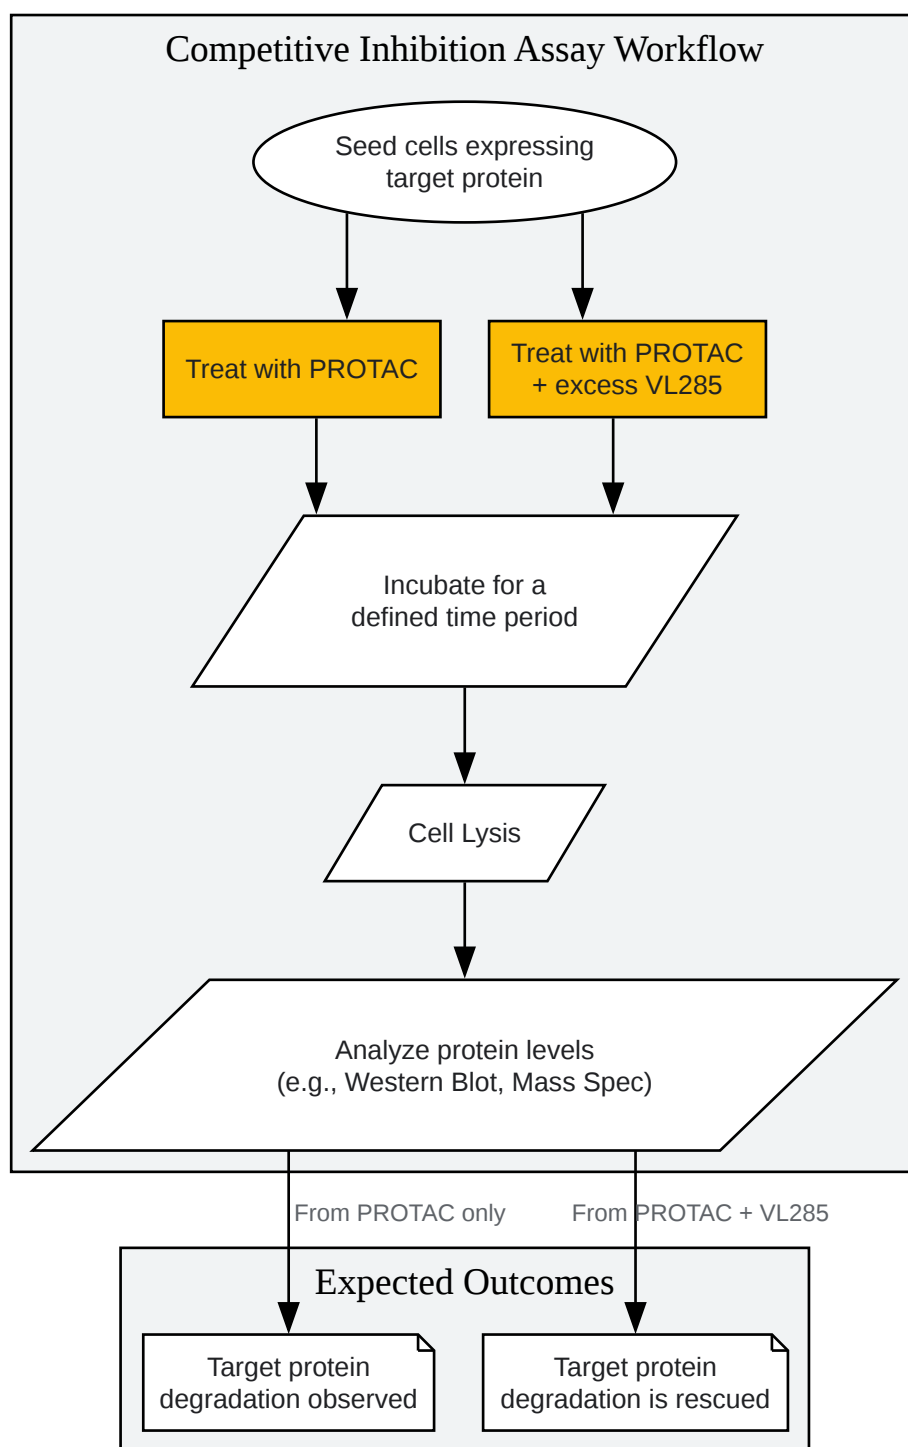 Competitive Inhibition Assay Workflow
Seed cells expressing
target protein
Treat with PROTAC
Treat with PROTAC
+ excess VL285
Incubate for a
defined time period
Cell Lysis
Analyze protein levels
(e.g., Western Blot, Mass Spec)
From PROTAC only
From PROTAC + VL285
Expected Outcomes
Target protein
degradation observed
Target protein
degradation is rescued